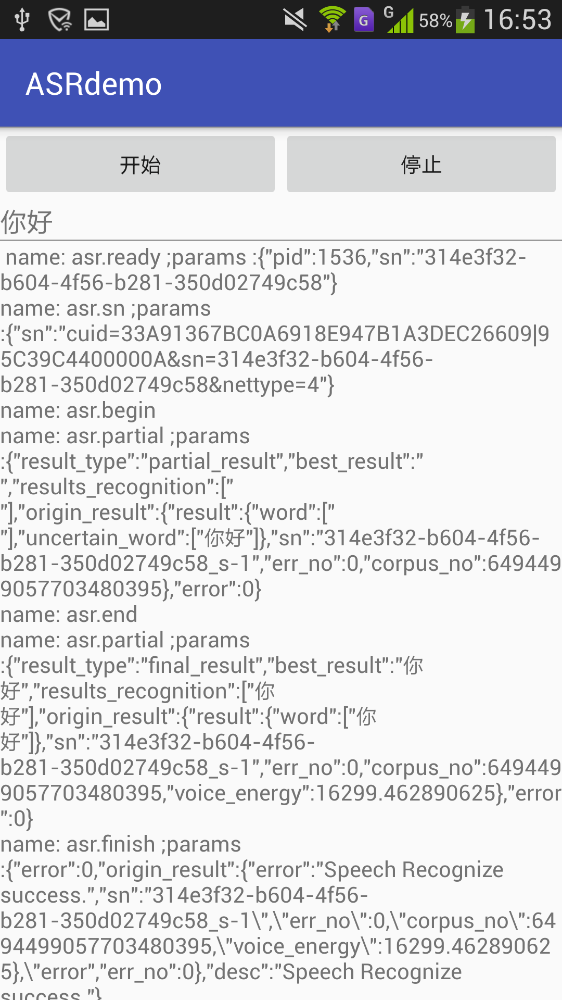 G
G
58%
16:53
ASRdemo
开始
停止
你好
name: asr.ready ;params :{"pid":1536,"sn":"314e3f32-
b604-4f56-b281-350d02749c58"}
name: asr.sn ;params
:{"sn":"cuid=33A91367BC0A6918E947B1A3DEC26609|9
5C39C4400000A&sn=314e3f32-b604-4f56-
b281-350d02749c58&nettype=4"}
name: asr.begin
name: asr.partial ;params
:{"result_type":"partial_result","best_result":"
","results_recognition":["
"],"origin_result":{"result":{"word":["
"],"uncertain_word":["你好"]},"sn":"314e3f32-b604-4f56-
b281-350d02749c58_s-1","err_no":0,"corpus_no":649449
9057703480395},"error":0}
name: asr.end
name: asr.partial ;params
:{"result_type":"final_result","best_result":"你
好","results_recognition":["你
好"],"origin_result":{"result":{"word":["你
好"]},"sn":"314e3f32-b604-4f56-
b281-350d02749c58_s-1","err_no":0,"corpus_no":649449
9057703480395,"voice_energy":16299.462890625},"error
":0}
name: asr.finish ;params
:{"error":0,"origin_result":{"error":"Speech Recognize
success.","sn":"314e3f32-b604-4f56-
b281-350d02749c58_s-1\",\"err_no\":0,\"corpus_no\":64
94499057703480395,\"voice_energy\":16299.46289062
5},\"error","err_no":0},"desc":"Speech Recognize
success."}